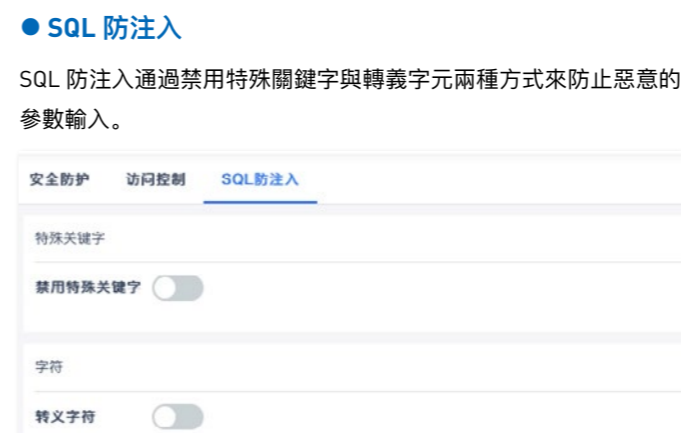 ● SQL 防注入
SQL 防注入通過禁用特殊關鍵字與轉義字元兩種方式來防止惡意的
參數輸入。
安全防护 访问控制 SQL防注入
特殊关键字
禁用特殊关键字
字符
转义字符